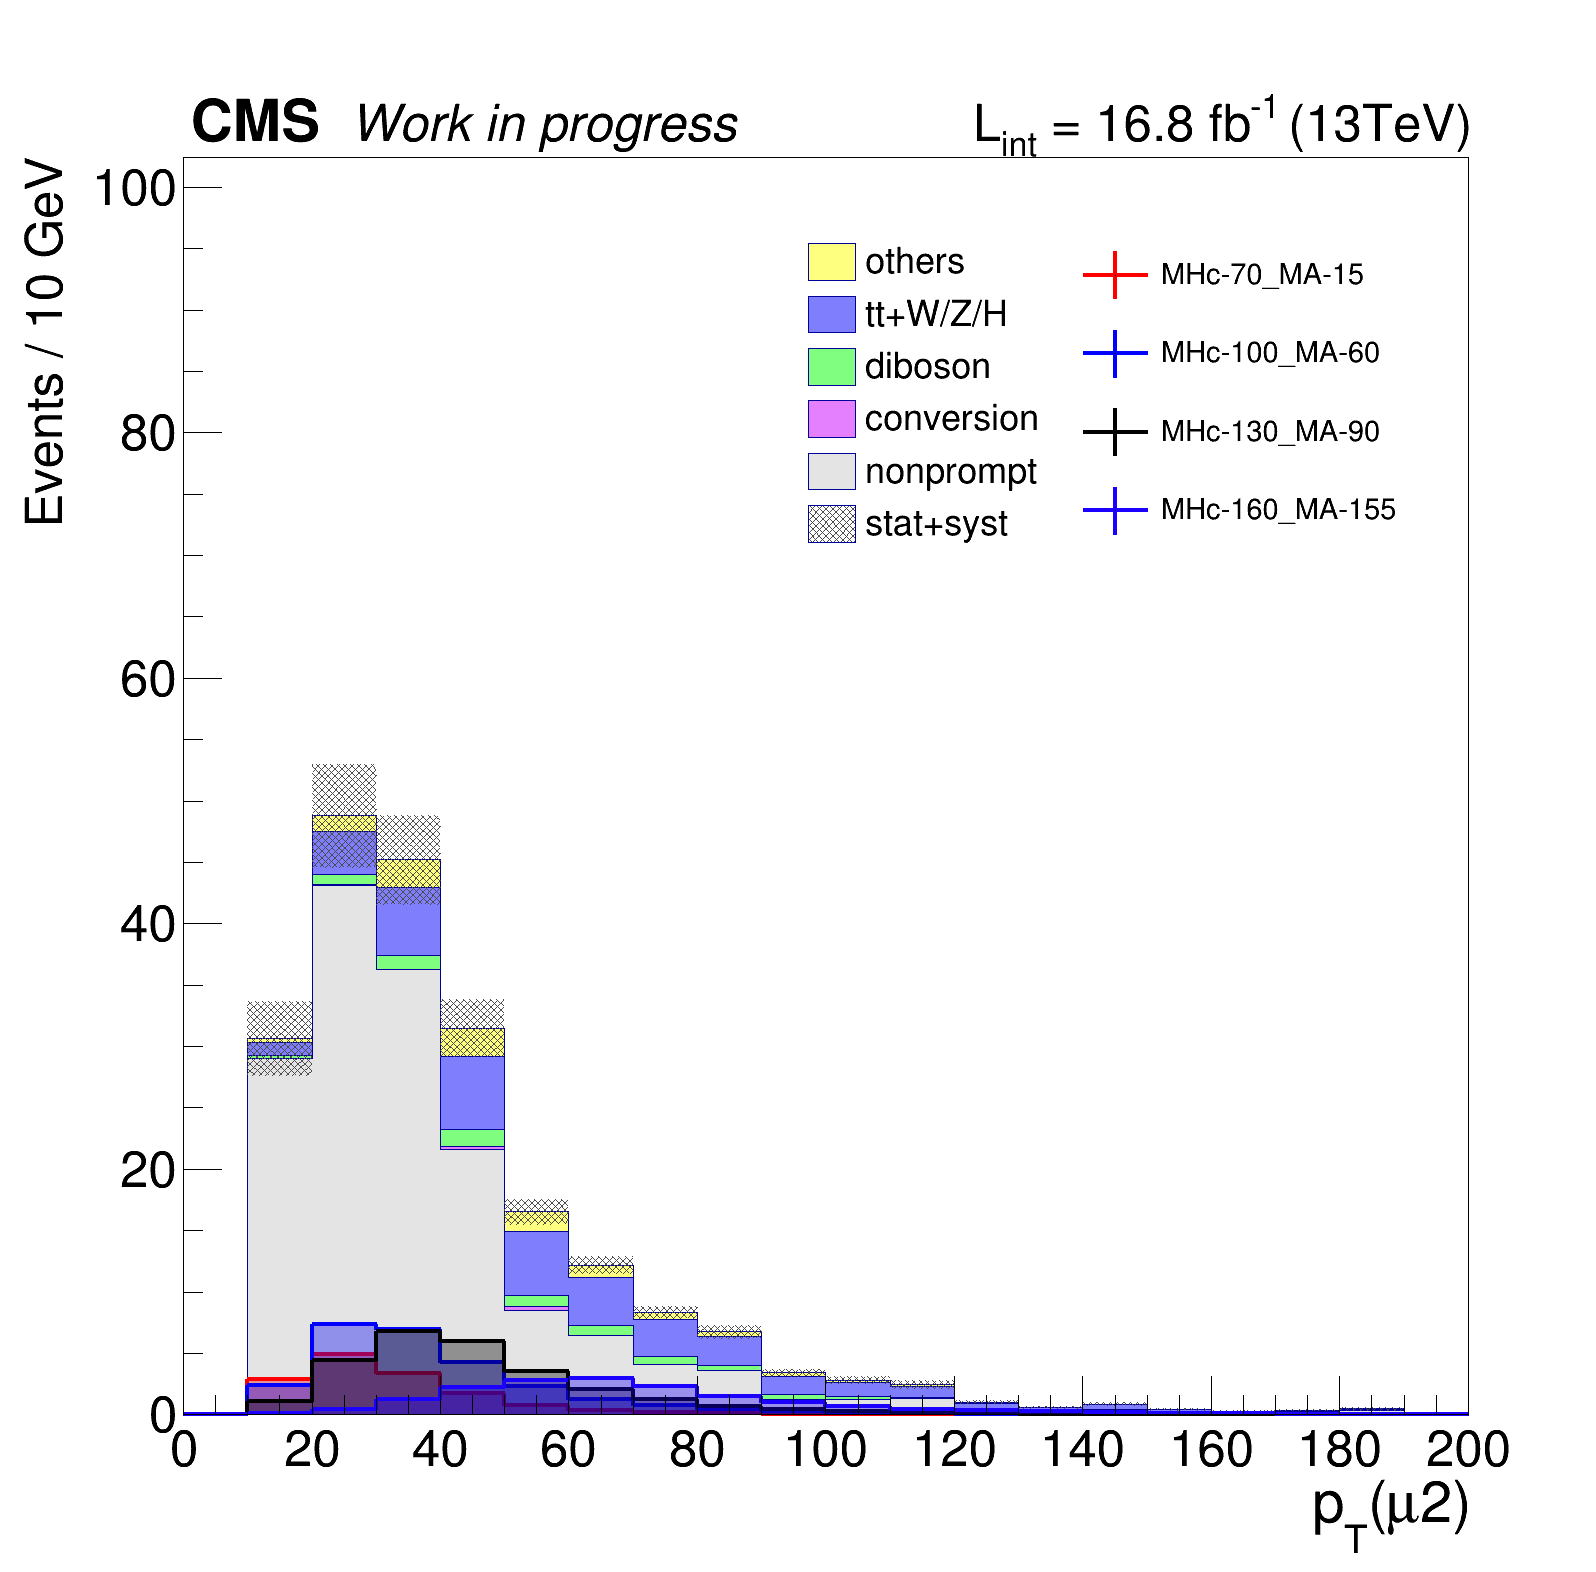 CMS Work in progress
L_int = 16.8 fb^-1 (13TeV)
Events / 10 GeV
100
80
60
40
20
0
others
tt+W/Z/H
diboson
conversion
nonprompt
stat+syst
MHc-70_MA-15
MHc-100_MA-60
MHc-130_MA-90
MHc-160_MA-155
0 20 40 60 80 100 120 140 160 180 200
p_T(μ2)